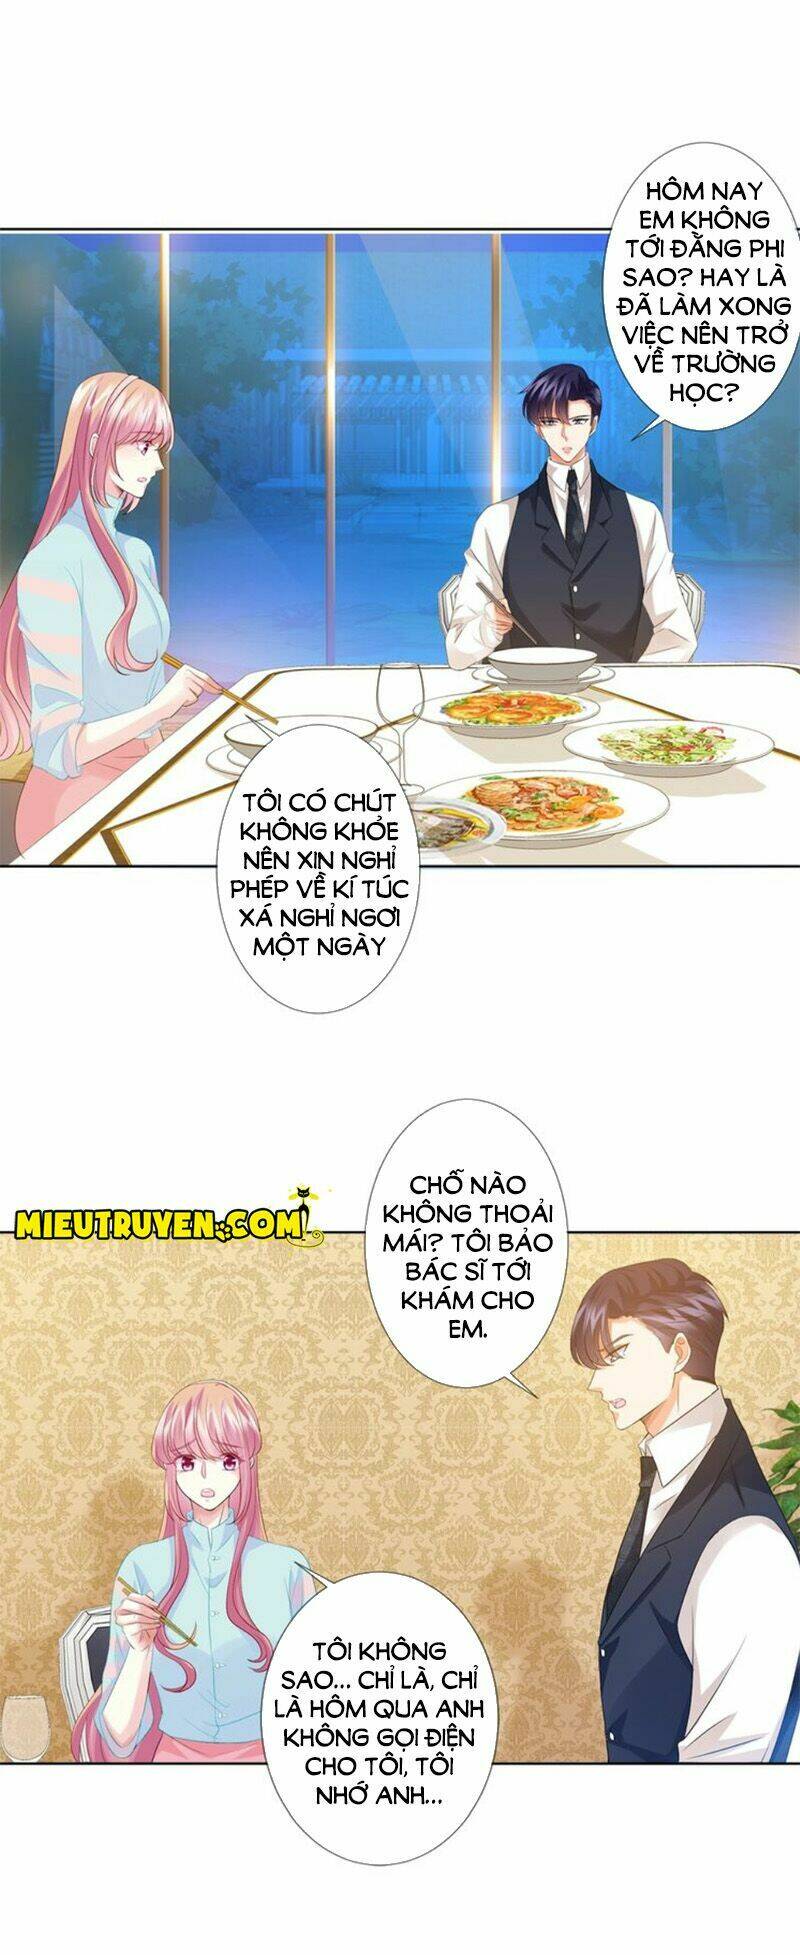 HÔM NAY
EM KHÔNG
TỚI ĐẰNG PHI
SAO? HAY LÀ
ĐÃ LÀM XONG
VIỆC NÊN TRỞ
VỀ TRƯỜNG
HỌC?
TÔI CÓ CHÚT
KHÔNG KHỎE
NÊN XIN NGHỈ
PHÉP VỀ KÍ TÚC
XÁ NGHỈ NGƠI
MỘT NGÀY
CHỖ NÀO
KHÔNG THOẢI
MÁI? TÔI BẢO
BÁC SĨ TỚI
KHÁM CHO
EM.
MIEUTRUYEN.COM
TÔI KHÔNG
SAO... CHỈ LÀ, CHỈ
LÀ HÔM QUA ANH
KHÔNG GỌI ĐIỆN
CHO TÔI, TÔI
NHỚ ANH...